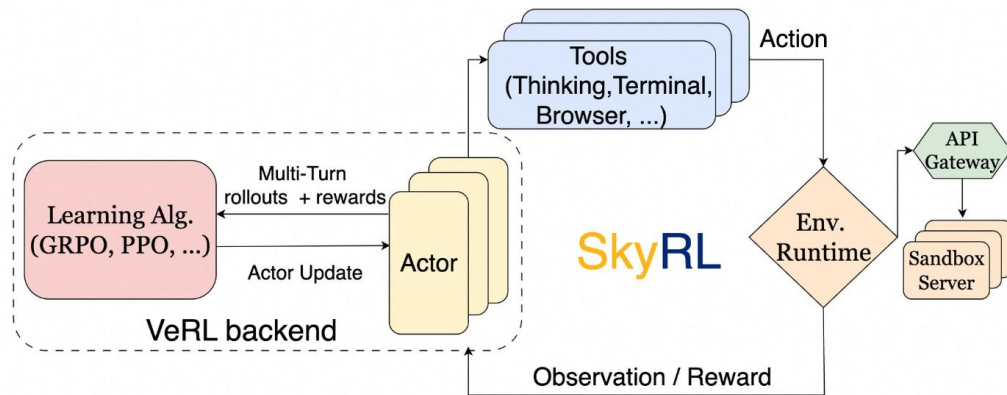 Tools
(Thinking,Terminal,
Browser, ...)
Action
API
Gateway
Multi-Turn
rollouts + rewards
Learning Alg.
(GRPO, PPO, ...)
Actor Update
Actor
SkyRL
Env.
Runtime
Sandbox
Server
VeRL backend
Observation / Reward